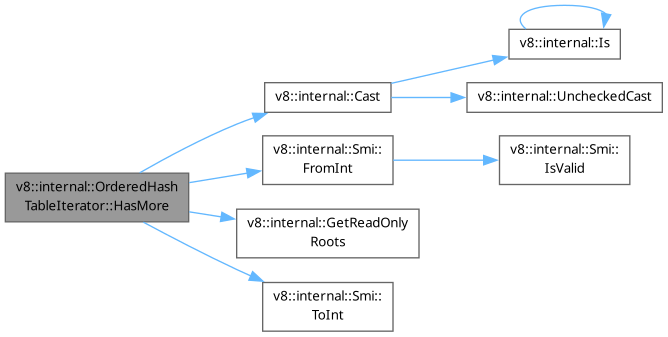 v8::internal::OrderedHash
TableIterator::HasMore
v8::internal::Cast
v8::internal::Is
v8::internal::UncheckedCast
v8::internal::Smi::
FromInt
v8::internal::Smi::
IsValid
v8::internal::GetReadOnly
Roots
v8::internal::Smi::
ToInt